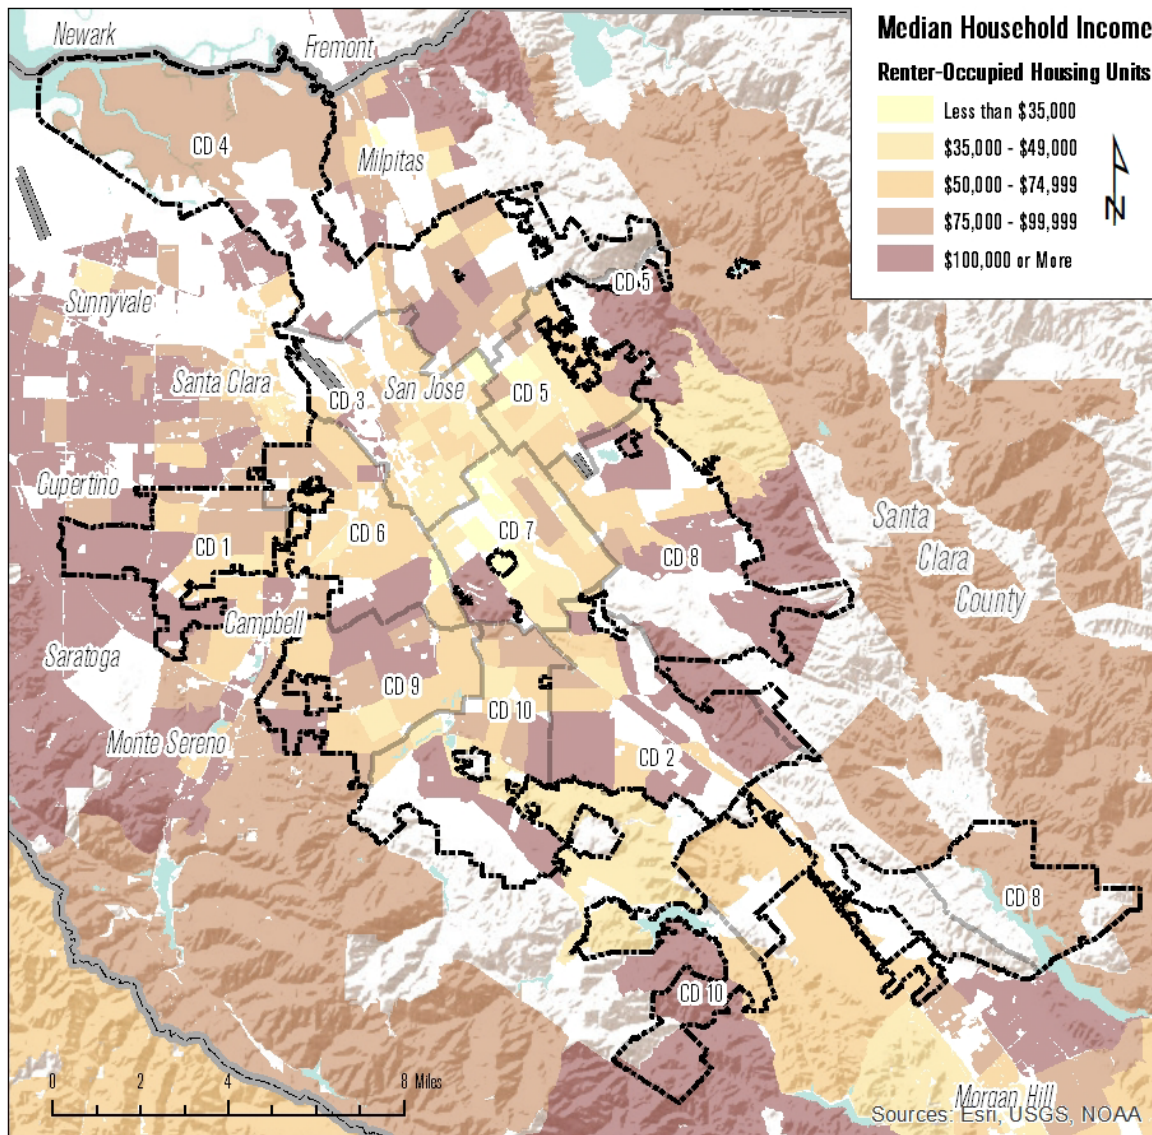 Median Household Income
Renter-Occupied Housing Units
Less than $35,000
$35,000 - $49,000
$50,000 - $74,999
$75,000 - $99,999
$100,000 or More
N
Newark
Fremont
CD 4
Milpitas
CD 5
Sunnyvale
Santa Clara
CD 3
San Jose
CD 5
Cupertino
CD 1
CD 6
CD 7
CD 8
Santa
Clara
County
Campbell
Saratoga
CD 9
CD 10
Monte Sereno
CD 2
CD 8
CD 10
0 2 4 8 Miles
Morgan Hill
Sources: Esri, USGS, NOAA